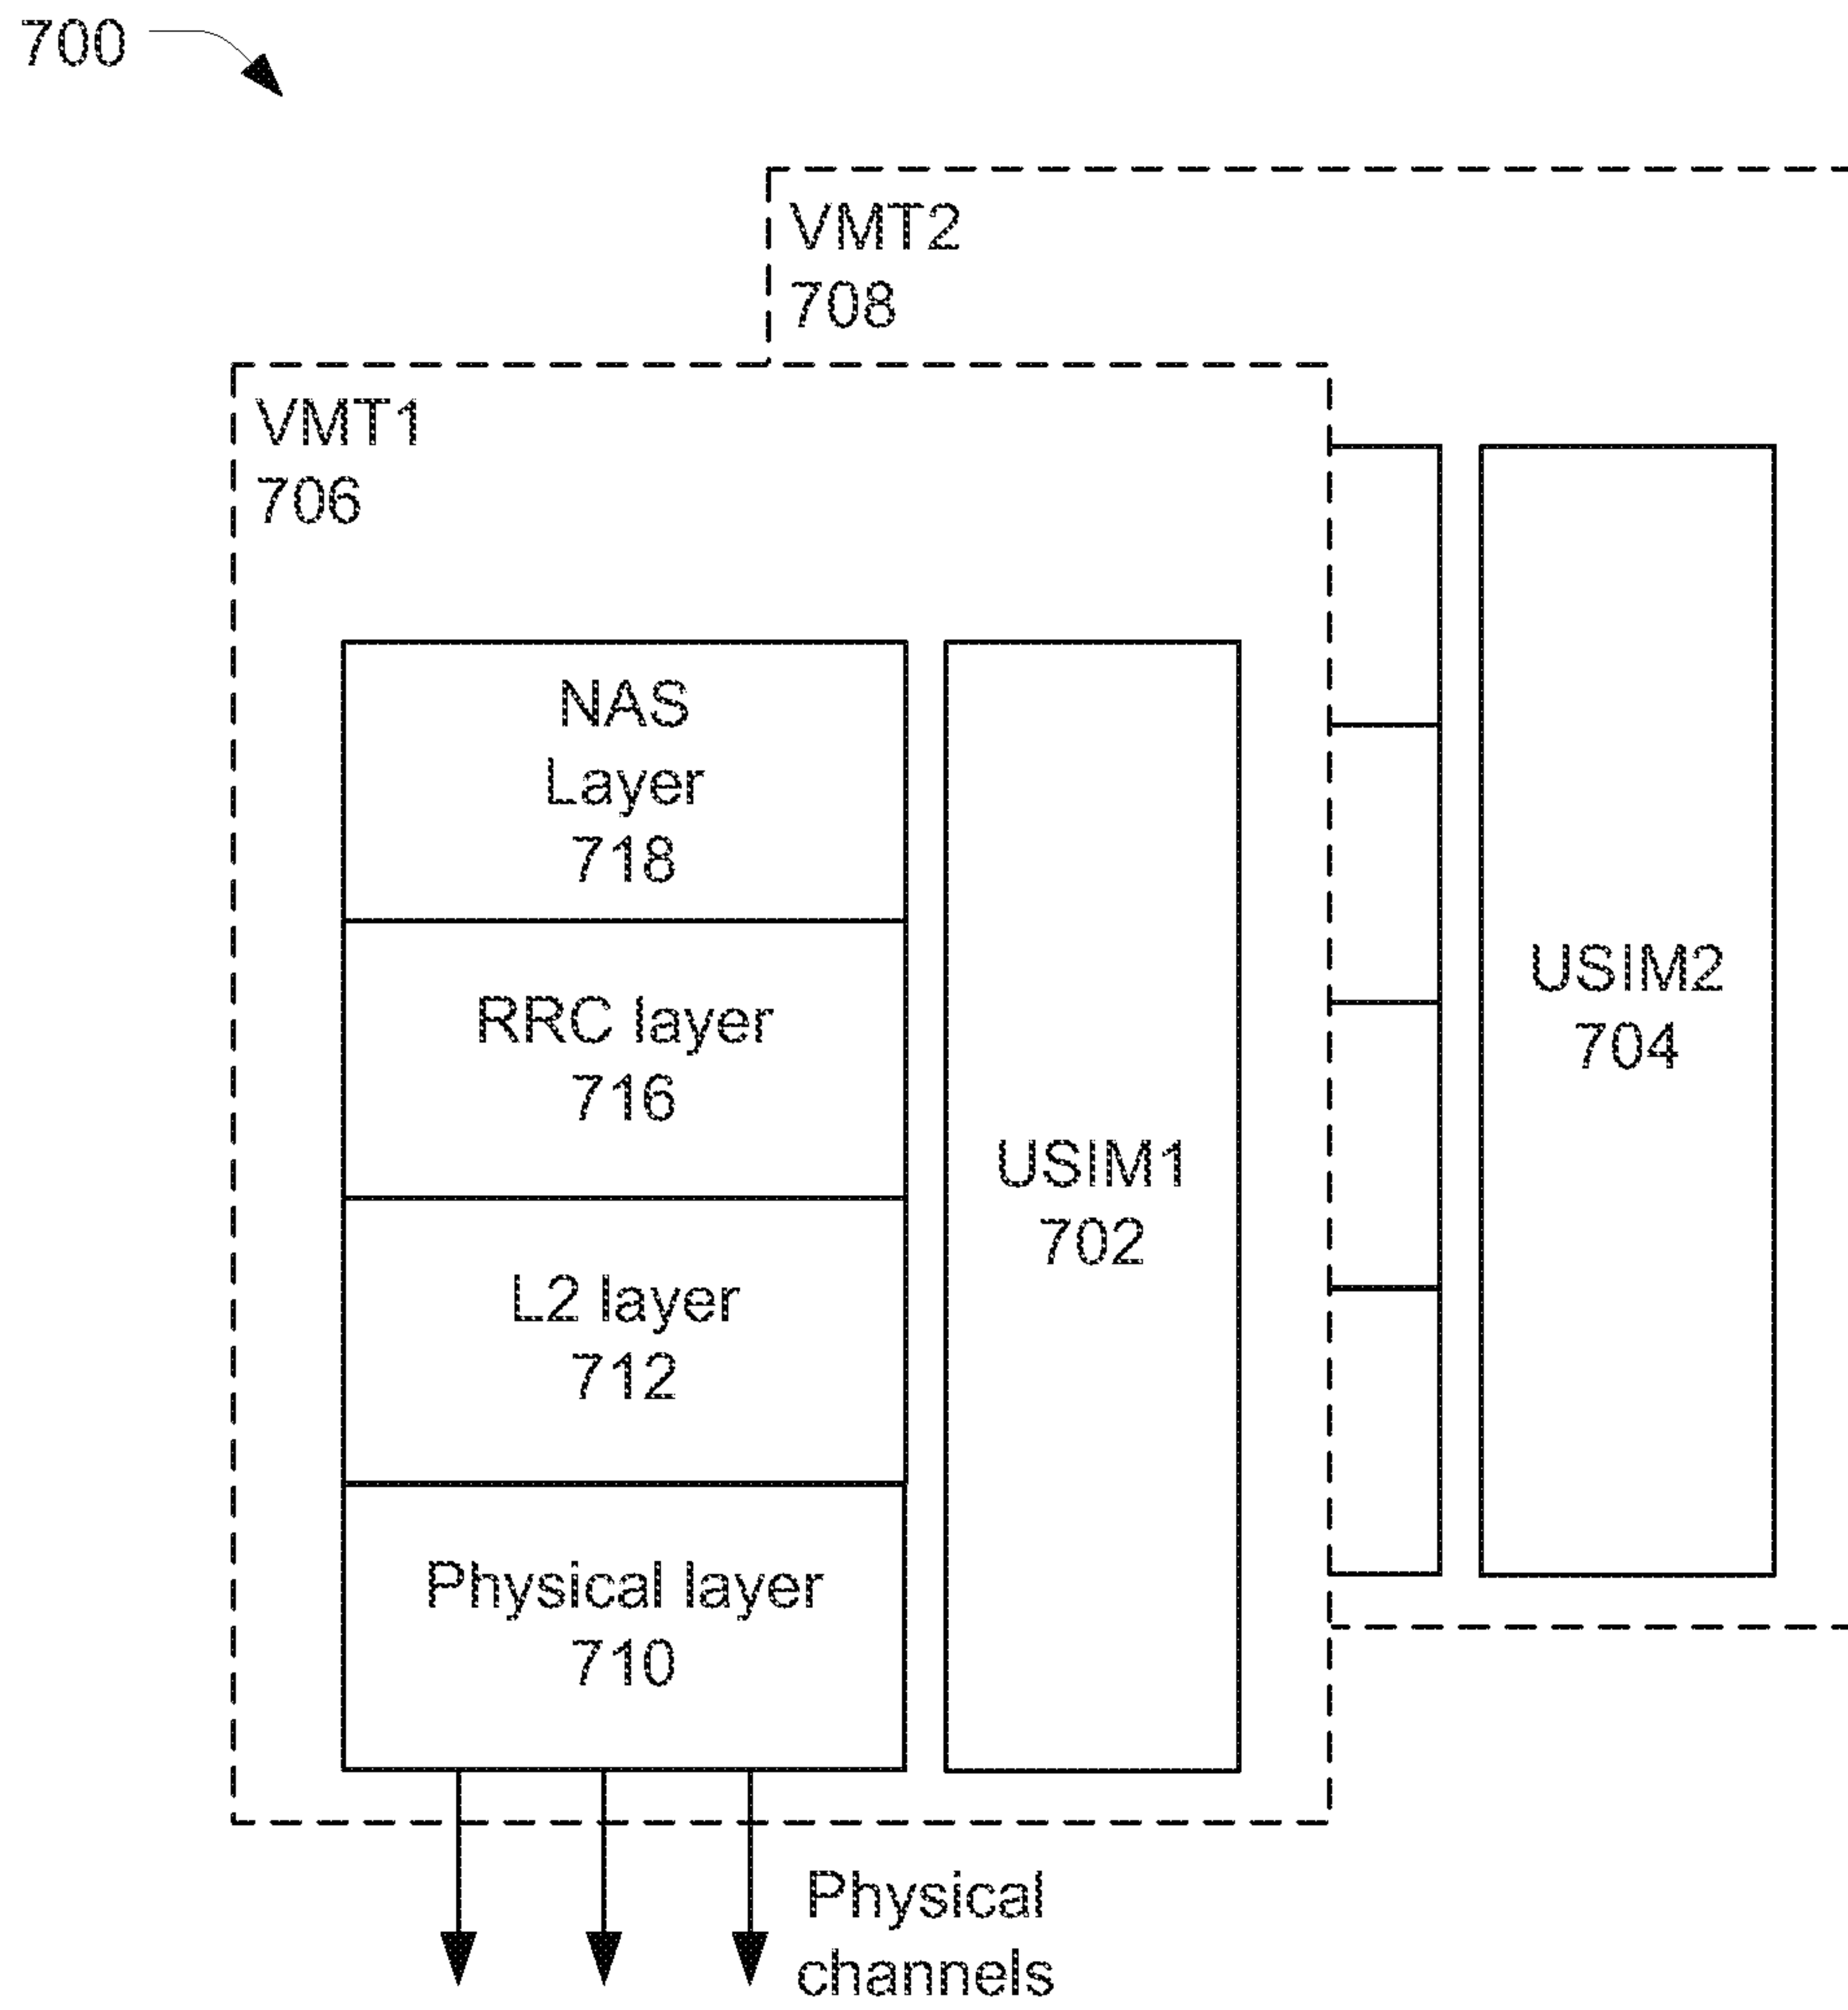 700
VMT2
708
VMT1
706
NAS
Layer
718
RRC layer
716
L2 layer
712
Physical layer
710
USIM1
702
USIM2
704
Physical
channels